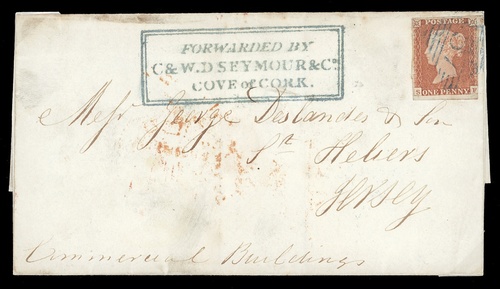 FORWARDED BY
C & W. D SEYMOUR & Co.
COVE of CORK.
POSTAGE
ONE PENNY
Messrs George Deslandes & Son
St Heliers
Jersey
Commercial Buildings